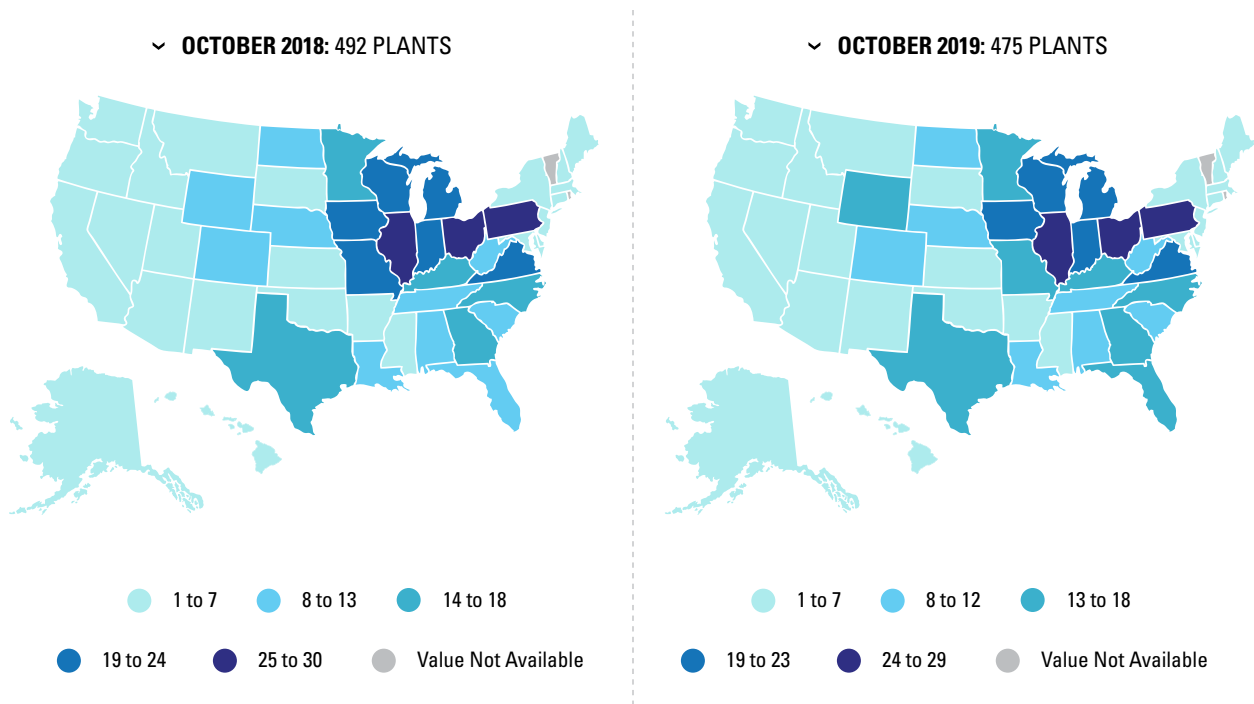 OCTOBER 2018: 492 PLANTS
1 to 7
8 to 13
14 to 18
19 to 24
25 to 30
Value Not Available
OCTOBER 2019: 475 PLANTS
1 to 7
8 to 12
13 to 18
19 to 23
24 to 29
Value Not Available